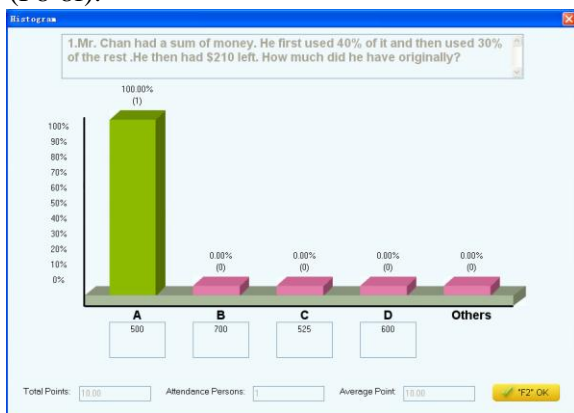 Histogram
1.Mr. Chan had a sum of money. He first used 40% of it and then used 30%
of the rest .He then had $210 left. How much did he have originally?
100.00%
(1)
100%
90%
80%
70%
60%
50%
40%
30%
20%
10%
0%
0.00% 0.00% 0.00% 0.00%
(0) (0) (0) (0)
A B C D Others
500 700 525 600
Total Points: 10.00 Attendance Persons: 1 Average Point: 10.00 "F2" OK